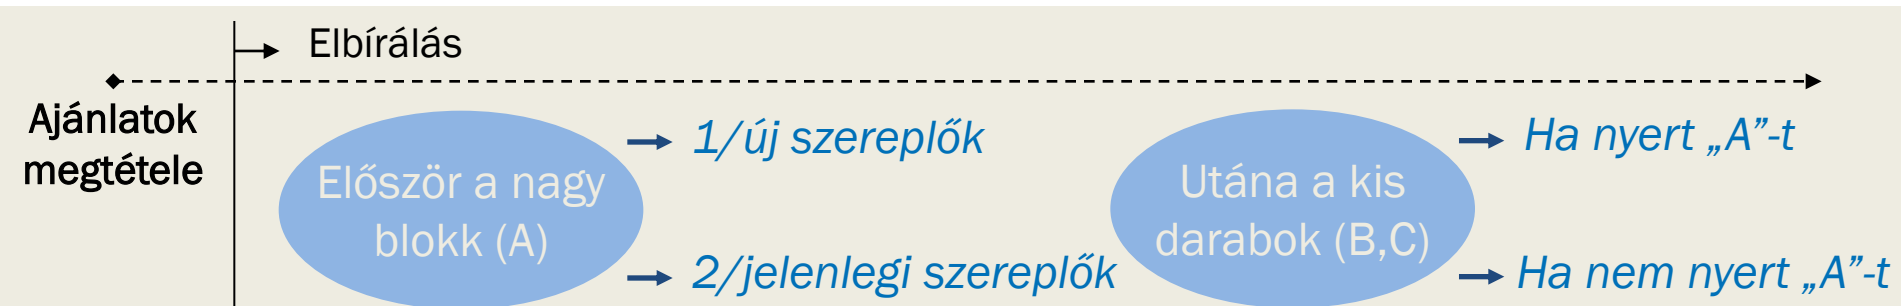 Elbírálás
Ajánlatok
megtétele
Először a nagy
blokk (A)
1/új szereplők
2/jelenlegi szereplők
Utána a kis
darabok (B,C)
Ha nyert „A”-t
Ha nem nyert „A”-t